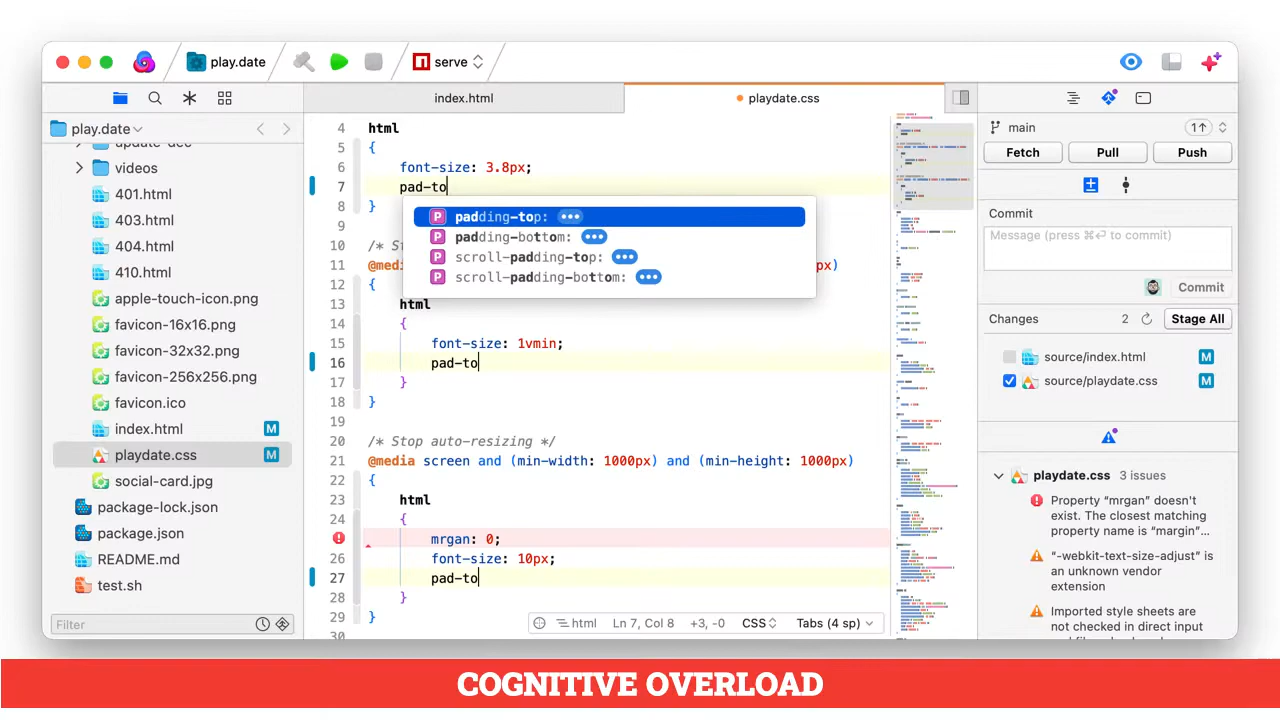 play.date
serve
index.html
playdate.css
play.date
videos
401.html
403.html
404.html
410.html
apple-touch-icon.png
favicon-16x16.png
favicon-32x32.png
favicon-256x256.png
favicon.ico
index.html M
playdate.css M
social-card.jpg
package-lock.json
package.json
README.md
test.sh
Filter
4 html
5 {
6 font-size: 3.8px;
7 pad-to
8 }
9
P padding-top: •••
P padding-bottom: •••
P scroll-padding-top: •••
P scroll-padding-bottom: •••
10
11
12 {
13 html
14 {
15 font-size: 1vmin;
16 pad-to
17 }
18 }
19
20 /* Stop auto-resizing */
21 @media screen and (min-width: 1000px) and (min-height: 1000px)
22 {
23 html
24 {
mrgan: 0;
26 font-size: 10px;
27 pad-to
28 }
29 }
30
html
Ln 7 Col 8
+3, -0
CSS
Tabs (4 sp)
main
1↑
Fetch
Pull
Push
Commit
Message (press ⌘↩ to commit)
Commit
Changes 2
Stage All
source/index.html M
source/playdate.css M
playdate.css 3 issues
Property “mrgan” doesn't
exist. The closest matching
property name is “margin” ...
“-webkit-text-size-adjust” is
an unknown vendor
extension
Imported style sheets are
not checked in direct input
COGNITIVE OVERLOAD